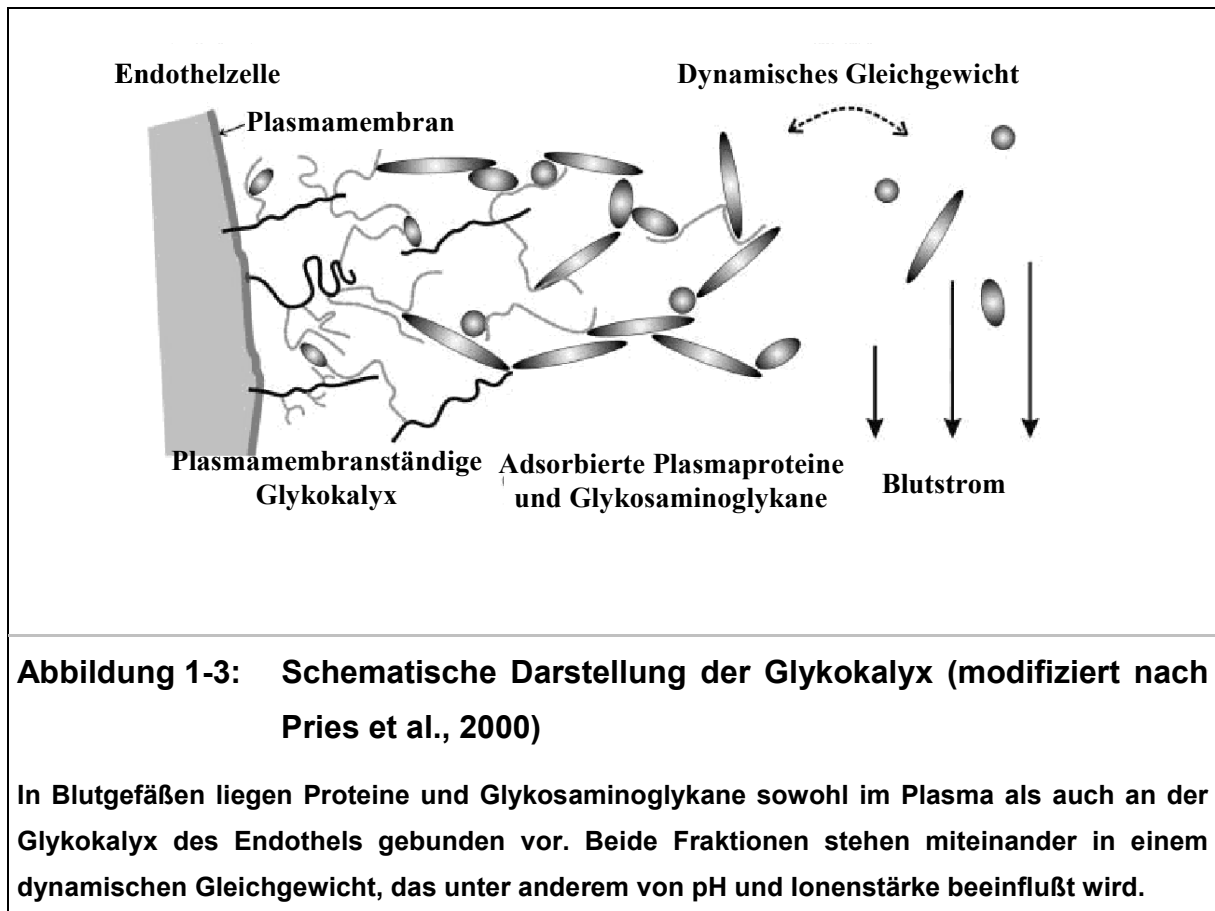 Endothelzelle
Dynamisches Gleichgewicht
Plasmamembran
Plasmamembranständige
Glykokalyx
Adsorbierte Plasmaproteine
und Glykosaminoglykane
Blutstrom
Abbildung 1-3: Schematische Darstellung der Glykokalyx (modifiziert nach
Pries et al., 2000)
In Blutgefäßen liegen Proteine und Glykosaminoglykane sowohl im Plasma als auch an der
Glykokalyx des Endothels gebunden vor. Beide Fraktionen stehen miteinander in einem
dynamischen Gleichgewicht, das unter anderem von pH und Ionenstärke beeinflußt wird.